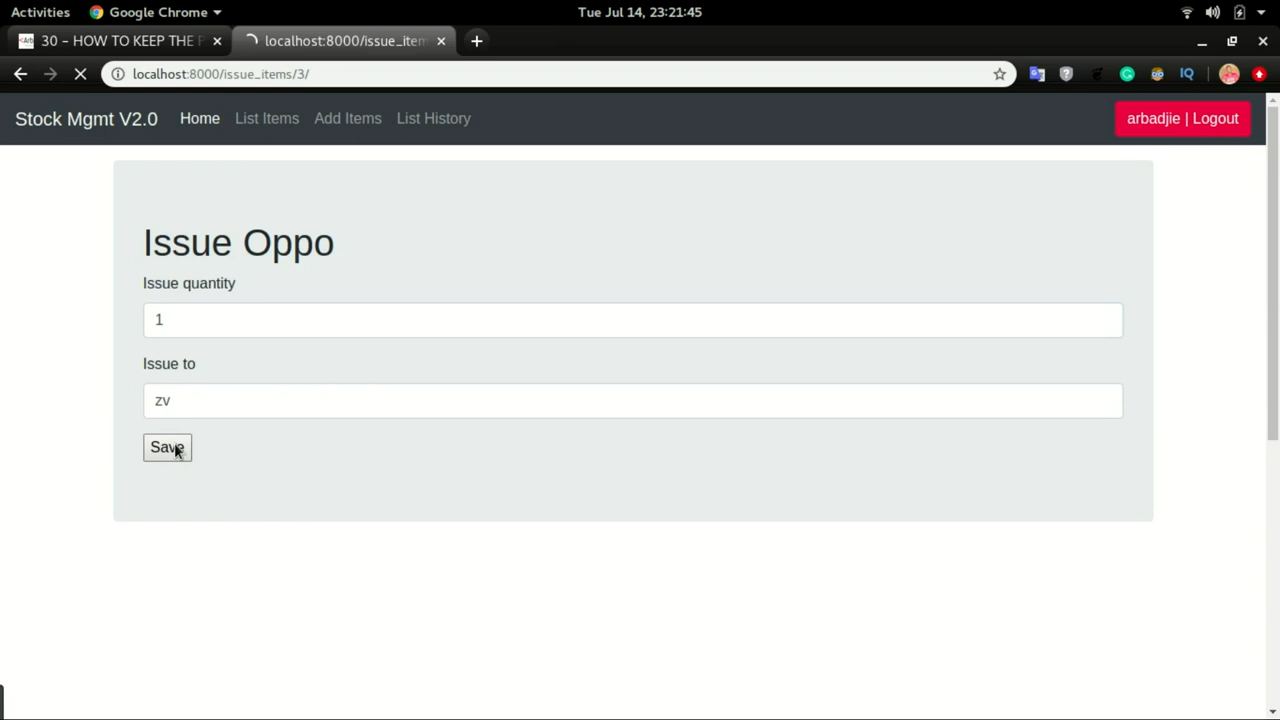 Activities Google Chrome Tue Jul 14, 23:21:45
30 – HOW TO KEEP THE P localhost:8000/issue_item
localhost:8000/issue_items/3/ IQ
Stock Mgmt V2.0 Home List Items Add Items List History arbadjie | Logout
Issue Oppo
Issue quantity
1
Issue to
zv
Save